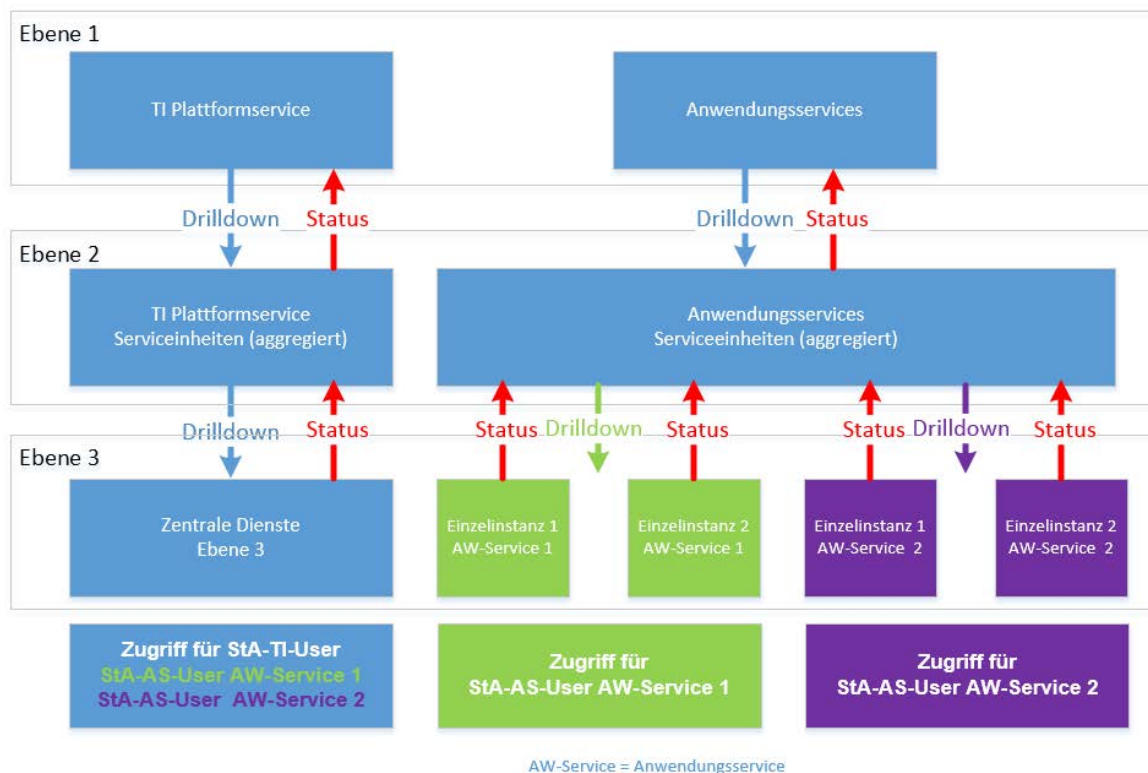 Ebene 1
TI Plattformservice
Anwendungsservices
Drilldown
Status
Drilldown
Status
Ebene 2
TI Plattformservice
Serviceinheiten (aggregiert)
Anwendungsservices
Serviceeinheiten (aggregiert)
Drilldown
Status
Status
Drilldown
Status
Status
Drilldown
Status
Ebene 3
Zentrale Dienste
Ebene 3
Einzelinstanz 1
AW-Service 1
Einzelinstanz 2
AW-Service 1
Einzelinstanz 1
AW-Service 2
Einzelinstanz 2
AW-Service 2
Zugriff für StA-TI-User
StA-AS-User AW-Service 1
StA-AS-User AW-Service 2
Zugriff für
StA-AS-User AW-Service 1
Zugriff für
StA-AS-User AW-Service 2
AW-Service = Anwendungsservice